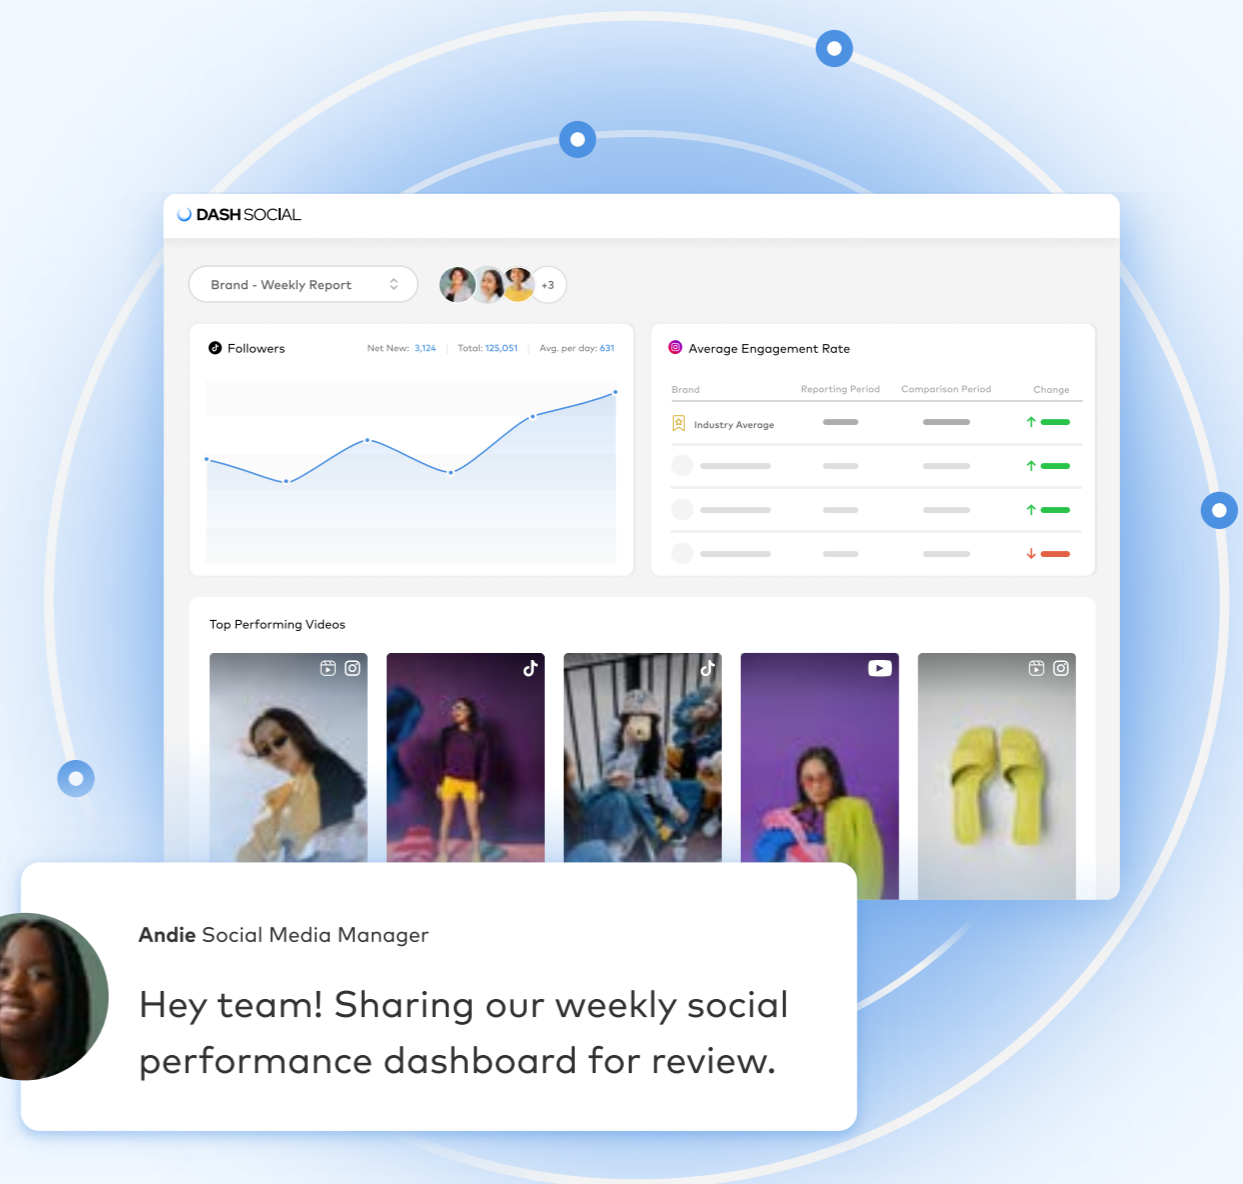 DASH SOCIAL
Brand - Weekly Report
+3
Followers
Net New: 3,124
Total: 125,051
Avg. per day: 631
Average Engagement Rate
Brand
Reporting Period
Comparison Period
Change
Industry Average
Top Performing Videos
Andie Social Media Manager
Hey team! Sharing our weekly social
performance dashboard for review.